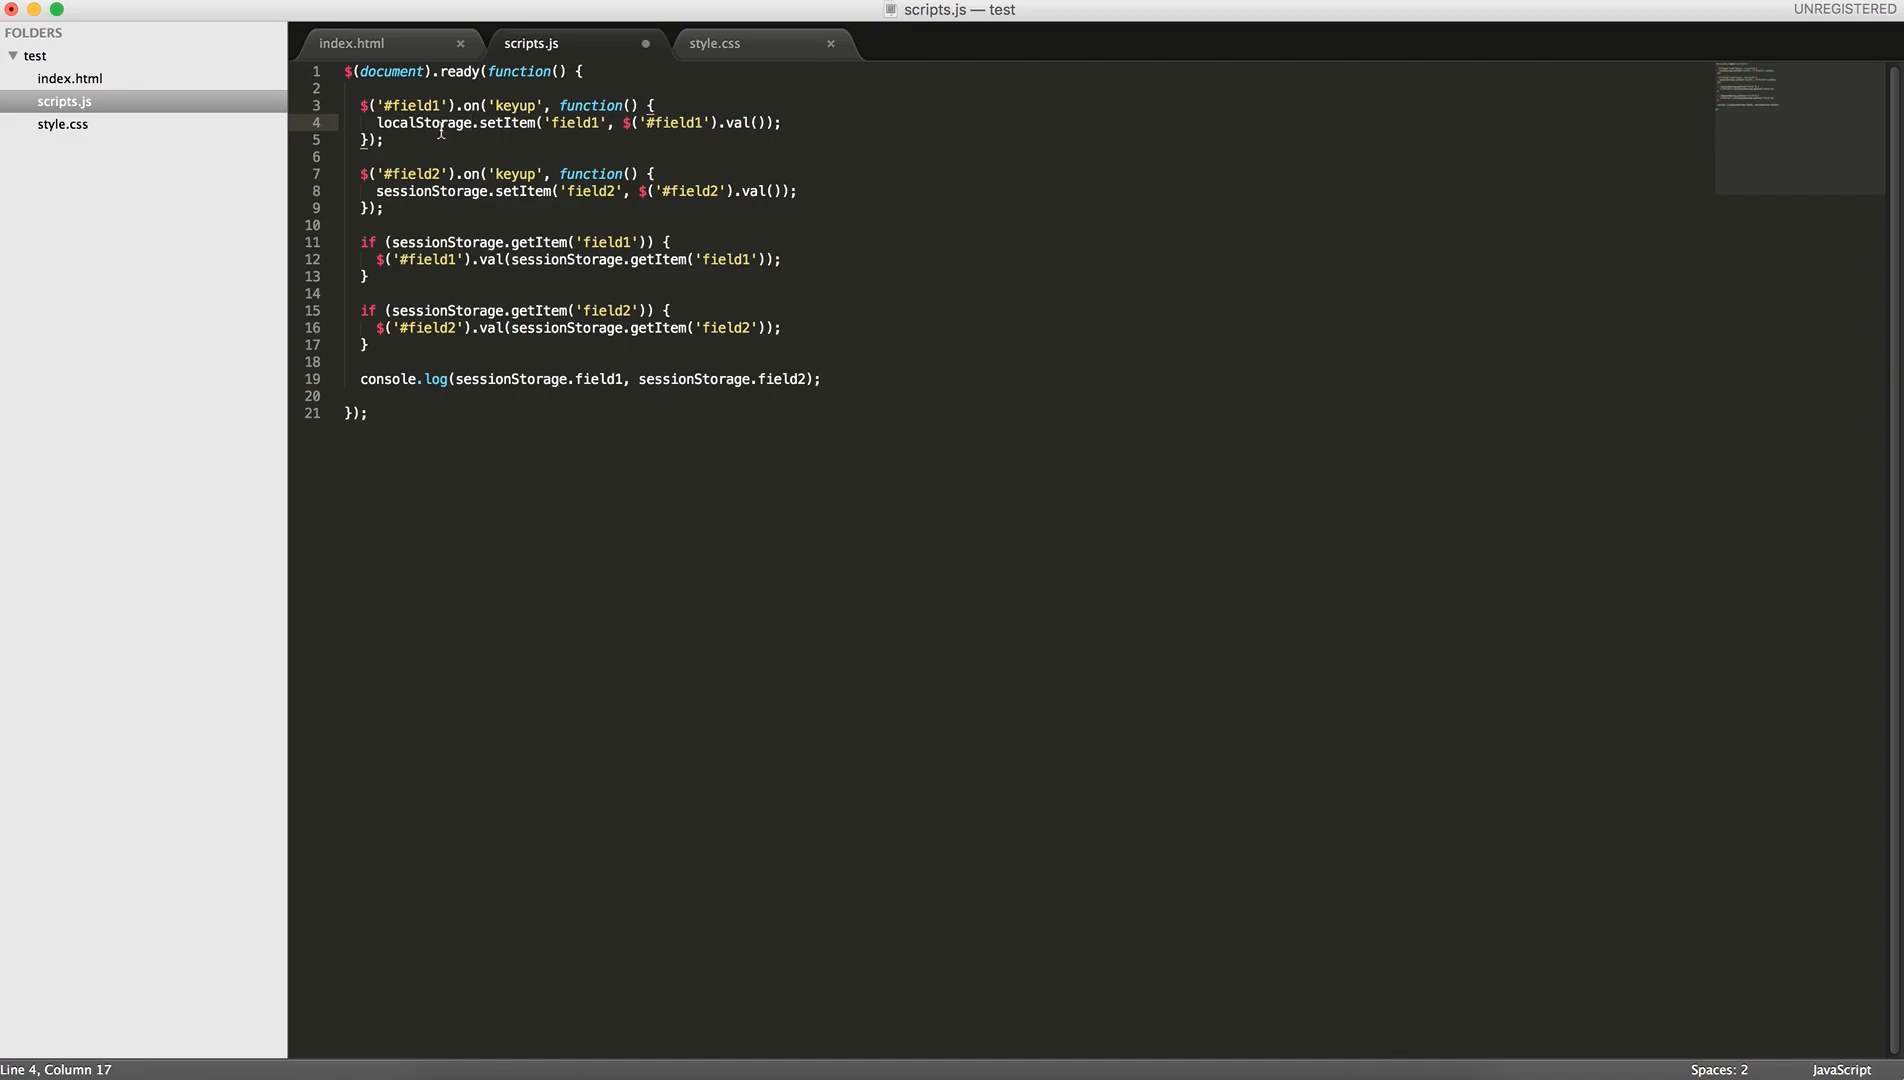 scripts.js — test
UNREGISTERED
FOLDERS
test
index.html
scripts.js
style.css
index.html
scripts.js
style.css
1 $(document).ready(function() {
2
3 $('#field1').on('keyup', function() {
4 localStorage.setItem('field1', $('#field1').val());
5 });
6
7 $('#field2').on('keyup', function() {
8 sessionStorage.setItem('field2', $('#field2').val());
9 });
10
11 if (sessionStorage.getItem('field1')) {
12 $('#field1').val(sessionStorage.getItem('field1'));
13 }
14
15 if (sessionStorage.getItem('field2')) {
16 $('#field2').val(sessionStorage.getItem('field2'));
17 }
18
19 console.log(sessionStorage.field1, sessionStorage.field2);
20
21 });
Line 4, Column 17
Spaces: 2
JavaScript